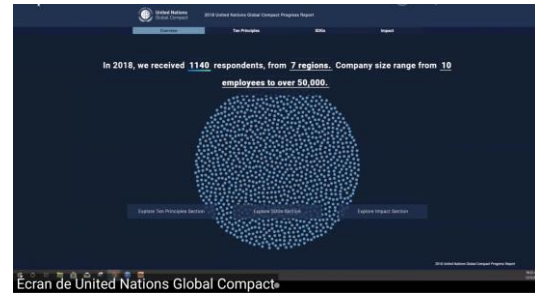 United Nations
Global Compact
2018 United Nations Global Compact Progress Report
Overview
Ten Principles
SDGs
Impact
In 2018, we received 1140 respondents, from 7 regions. Company size range from 10
employees to over 50,000.
Explore Ten Principles Section
Explore SDGs Section
Explore Impact Section
2018 United Nations Global Compact Progress Report
Ecran de United Nations Global Compact